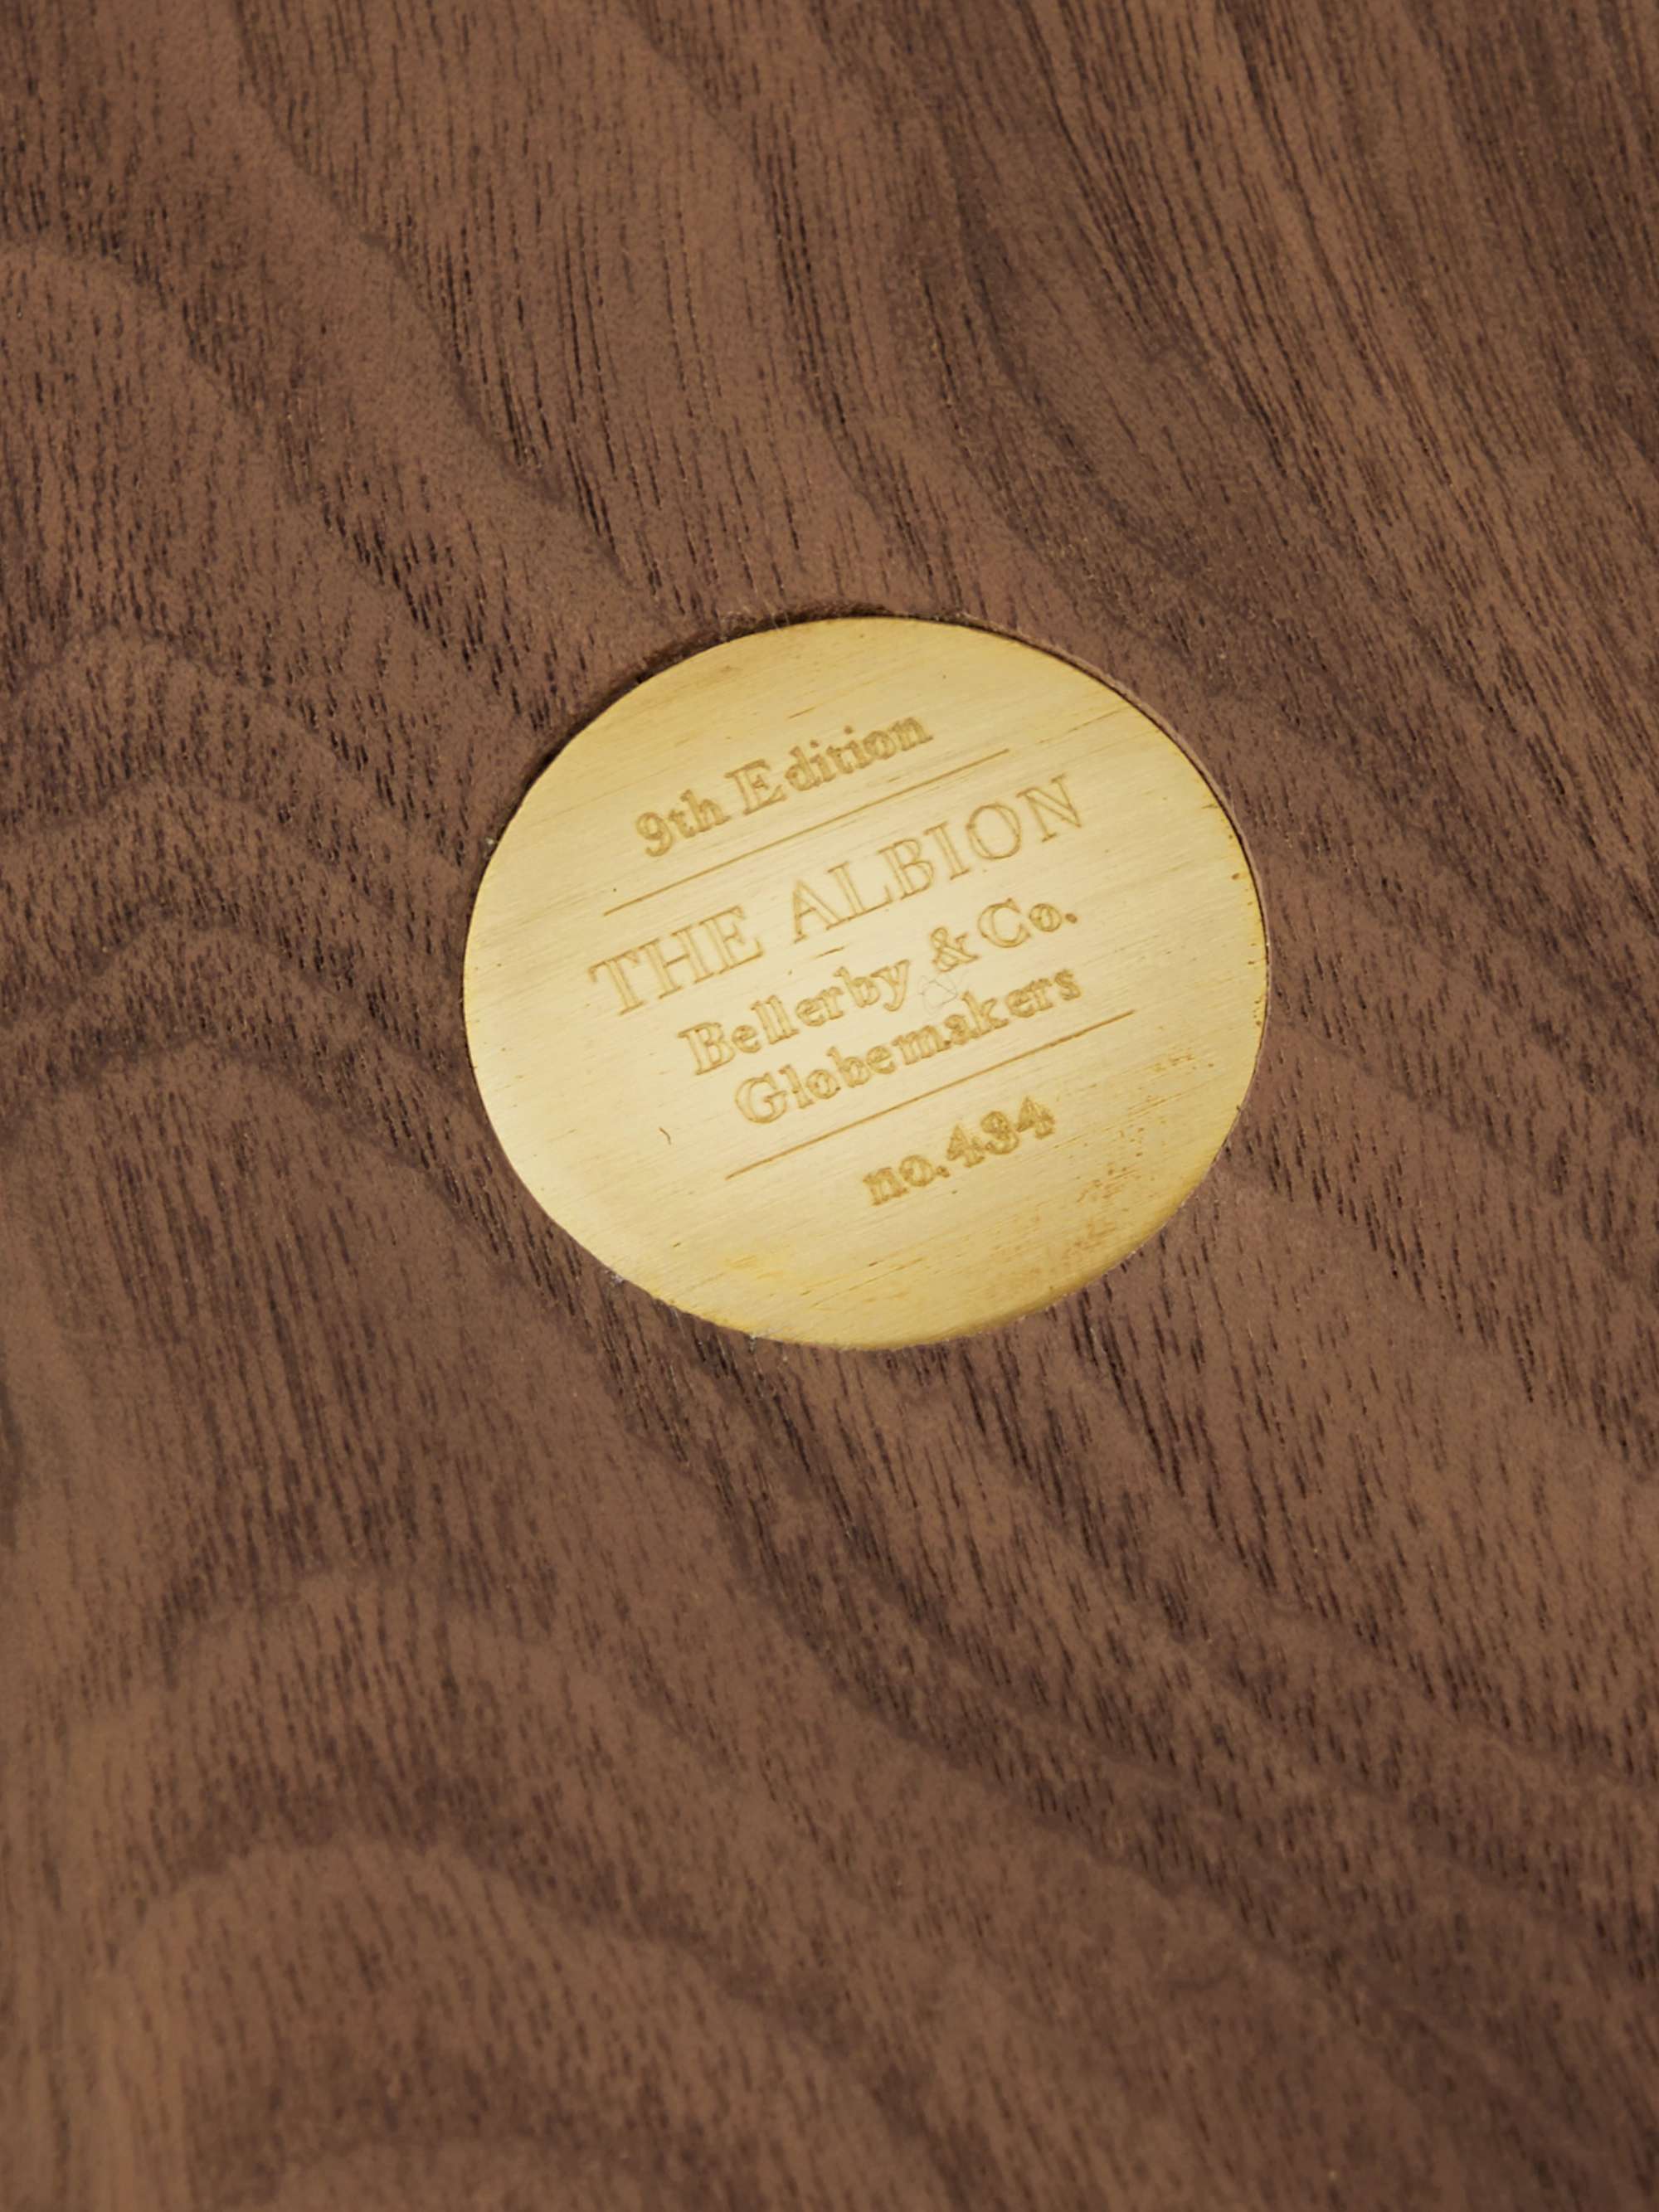 9th Edition
THE ALBION
Bellerby & Co.
Globemakers
no.434